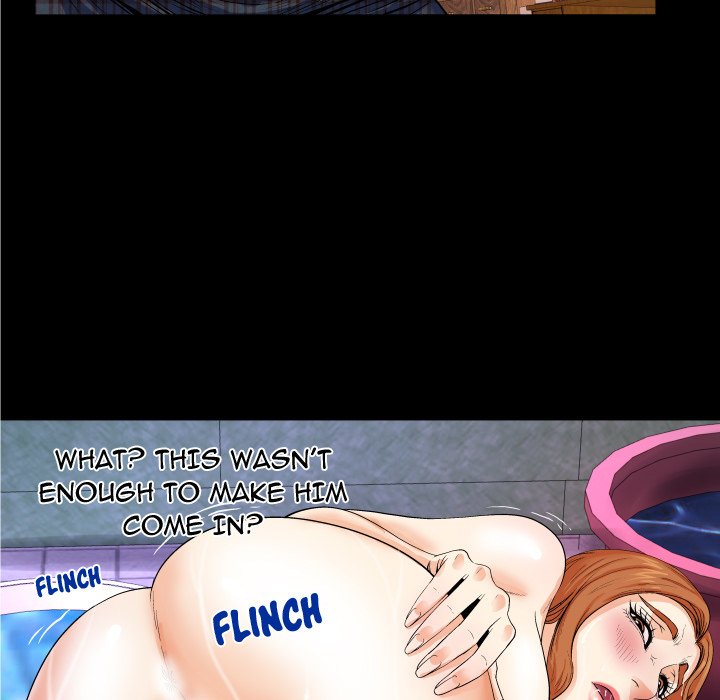 WHAT? THIS WASN'T
ENOUGH TO MAKE HIM
COME IN?
FLINCH
FLINCH